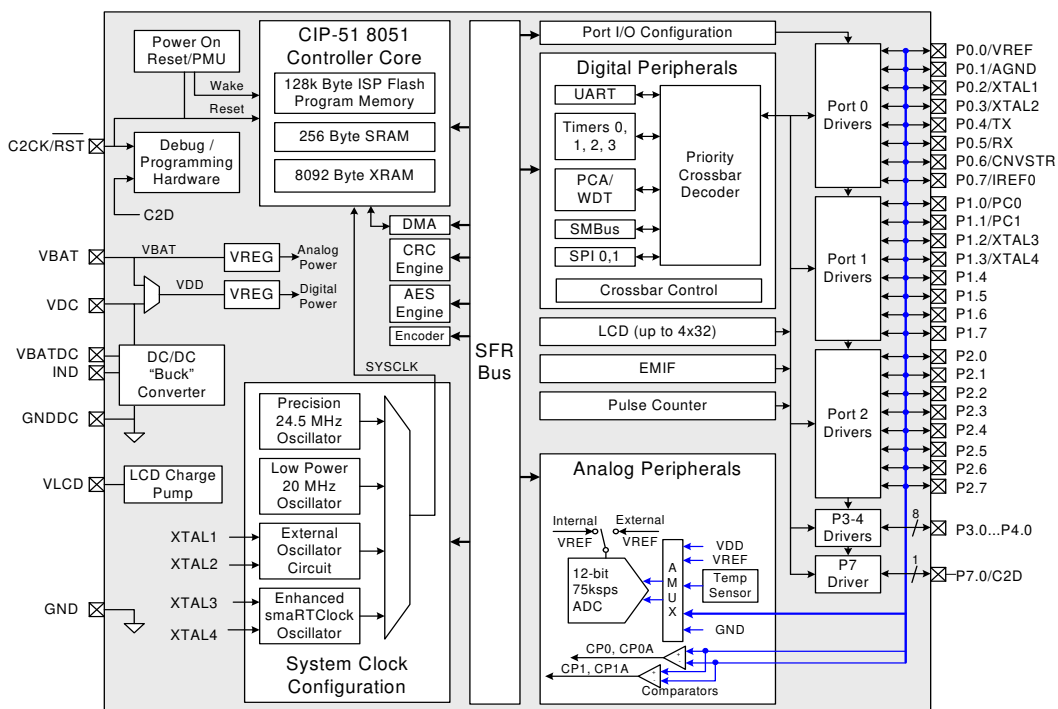 Power On
Reset/PMU
Wake
Reset
C2CK/RST
Debug /
Programming
Hardware
C2D
CIP-51 8051
Controller Core
128k Byte ISP Flash
Program Memory
256 Byte SRAM
8092 Byte XRAM
DMA
CRC
Engine
AES
Engine
Encoder
VBAT
VBAT
VREG
Analog
Power
VDC
VDD
VREG
Digital
Power
VBATDC
IND
DC/DC
“Buck”
Converter
GNDDC
VLCD
LCD Charge
Pump
SYSCLK
Precision
24.5 MHz
Oscillator
Low Power
20 MHz
Oscillator
XTAL1
XTAL2
External
Oscillator
Circuit
XTAL3
XTAL4
Enhanced
smaRTClock
Oscillator
GND
System Clock
Configuration
SFR
Bus
Port I/O Configuration
Digital Peripherals
UART
Timers 0,
1, 2, 3
PCA/
WDT
SMBus
SPI 0,1
Priority
Crossbar
Decoder
Crossbar Control
LCD (up to 4x32)
EMIF
Pulse Counter
Analog Peripherals
Internal
VREF
External
VREF
12-bit
75ksps
ADC
A
M
U
X
VDD
VREF
Temp
Sensor
GND
CP0, CP0A
CP1, CP1A
+
-
+
-
Comparators
Port 0
Drivers
Port 1
Drivers
Port 2
Drivers
P3-4
Drivers
P7
Driver
8
1
P0.0/VREF
P0.1/AGND
P0.2/XTAL1
P0.3/XTAL2
P0.4/TX
P0.5/RX
P0.6/CNVSTR
P0.7/IREF0
P1.0/PC0
P1.1/PC1
P1.2/XTAL3
P1.3/XTAL4
P1.4
P1.5
P1.6
P1.7
P2.0
P2.1
P2.2
P2.3
P2.4
P2.5
P2.6
P2.7
P3.0...P4.0
P7.0/C2D